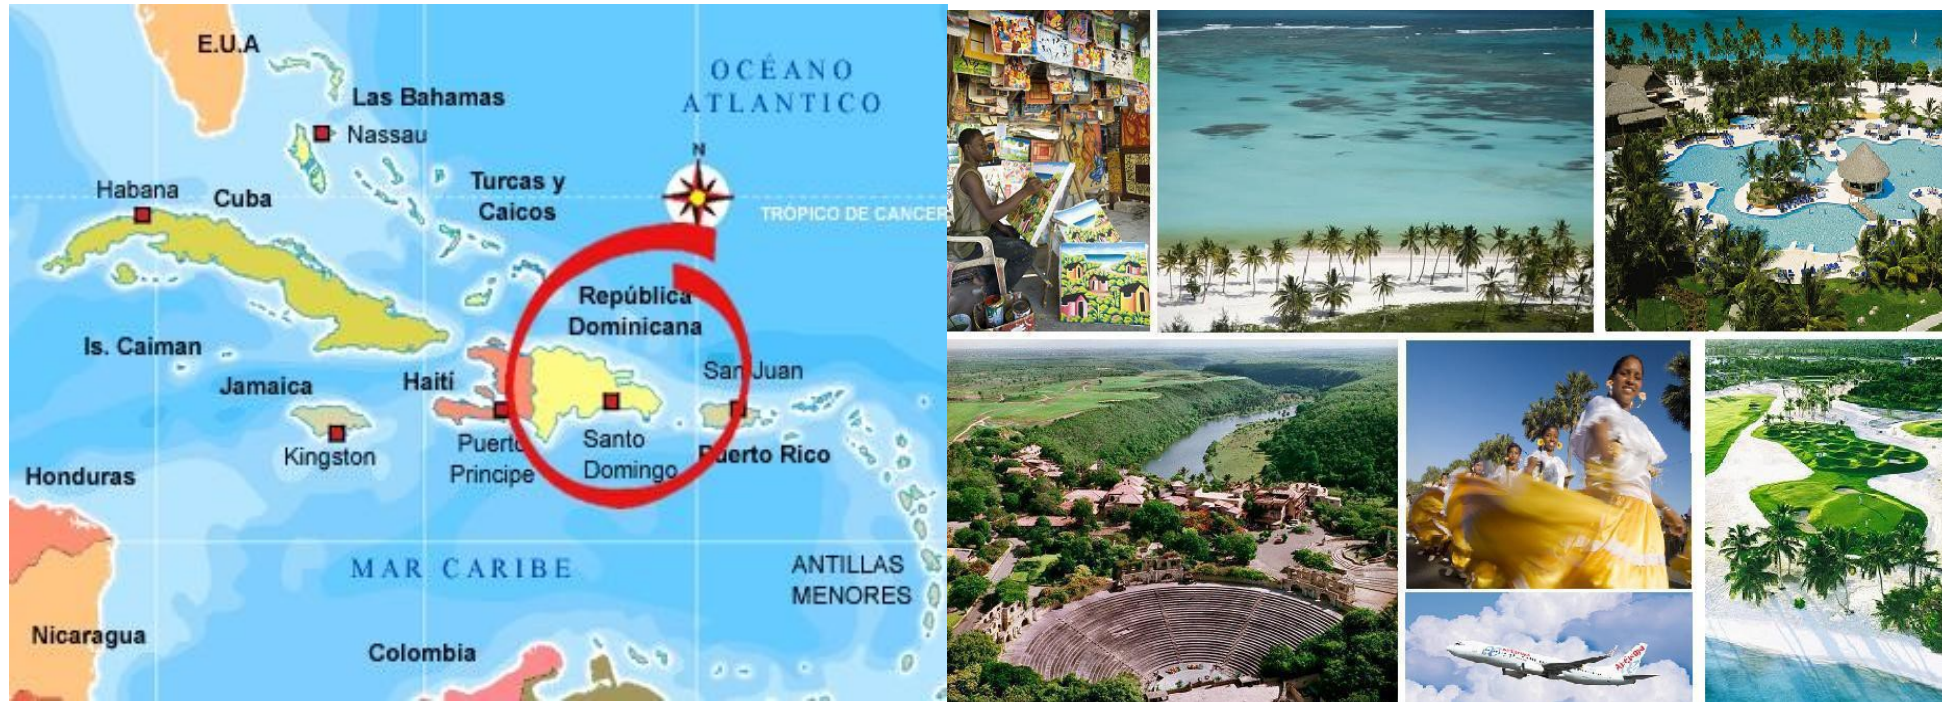 E.U.A
OCÉANO
ATLANTICO
Las Bahamas
Nassau
N
Habana
Cuba
Turcas y
Caicos
TRÓPICO DE CANCER
República
Dominicana
Is. Caiman
Jamaica
Haití
San Juan
Kingston
Puerto
Principe
Santo
Domingo
Puerto Rico
Honduras
MAR CARIBE
ANTILLAS
MENORES
Nicaragua
Colombia
AirEuropa